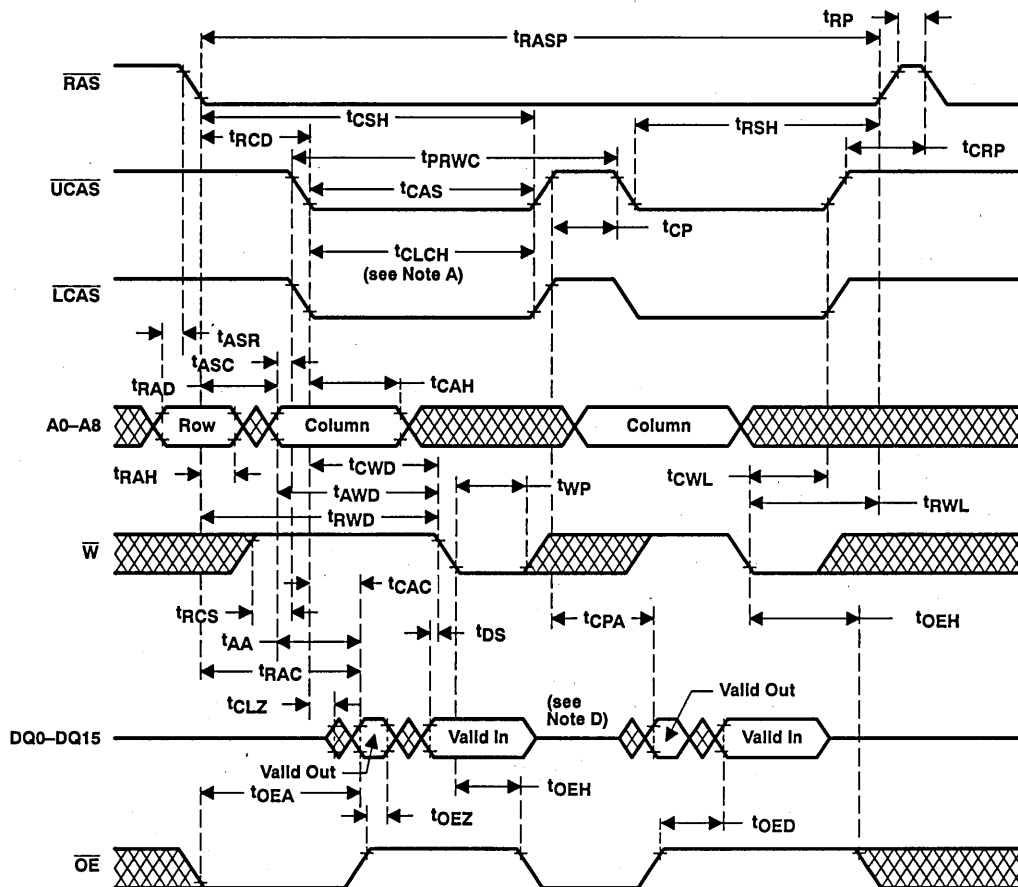 tRP
tRASP
RAS
tCSH
tRSH
tRCD
tCRP
tPRWC
UCAS
tCAS
tCP
tCLCH
(see Note A)
LCAS
tASR
tASC
tRAD
tCAH
A0–A8
Row
Column
Column
tRAH
tCWD
tWP
tCWL
tAWD
tRWL
tRWD
W
tCAC
tRCS
tCPA
tOEH
tAA
tDS
tRAC
tCLZ
(see
Note D)
Valid Out
DQ0–DQ15
Valid In
Valid In
Valid Out
tOEA
tOEH
tOEZ
tOED
OE